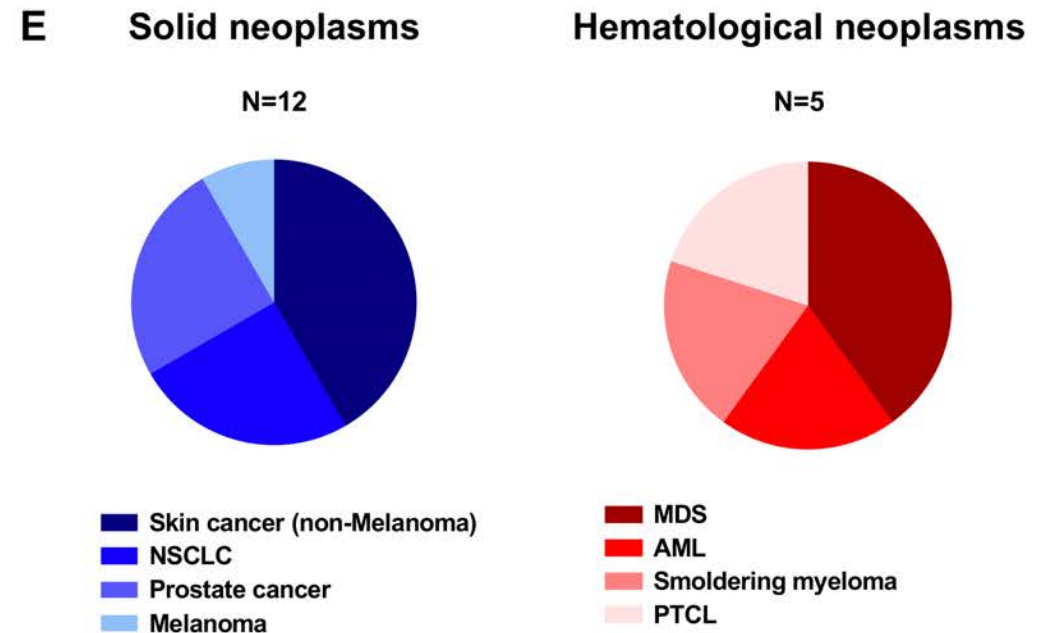 E
Solid neoplasms
N=12
Skin cancer (non-Melanoma)
NSCLC
Prostate cancer
Melanoma
Hematological neoplasms
N=5
MDS
AML
Smoldering myeloma
PTCL